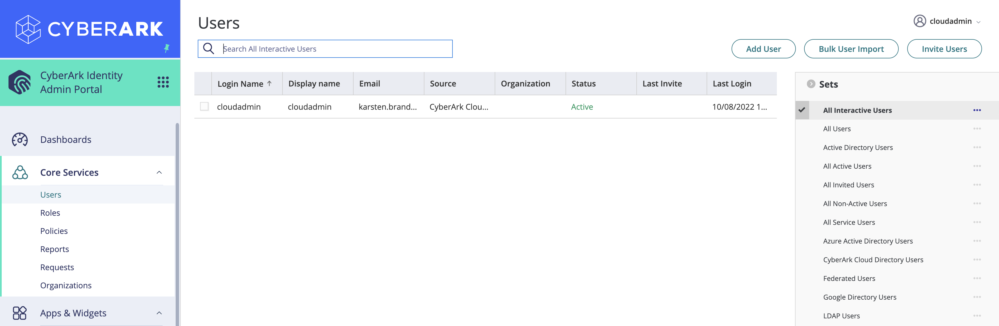 CYBERARK
CyberArk Identity
Admin Portal
Dashboards
Core Services
Users
Roles
Policies
Reports
Requests
Organizations
Apps & Widgets
Users
cloudadmin
Search All Interactive Users
Add User
Bulk User Import
Invite Users
Login Name Display name Email Source Organization Status Last Invite Last Login
cloudadmin cloudadmin karsten.brand... CyberArk Clou... Active 10/08/2022 1...
Sets
All Interactive Users
All Users
Active Directory Users
All Active Users
All Invited Users
All Non-Active Users
All Service Users
Azure Active Directory Users
CyberArk Cloud Directory Users
Federated Users
Google Directory Users
LDAP Users